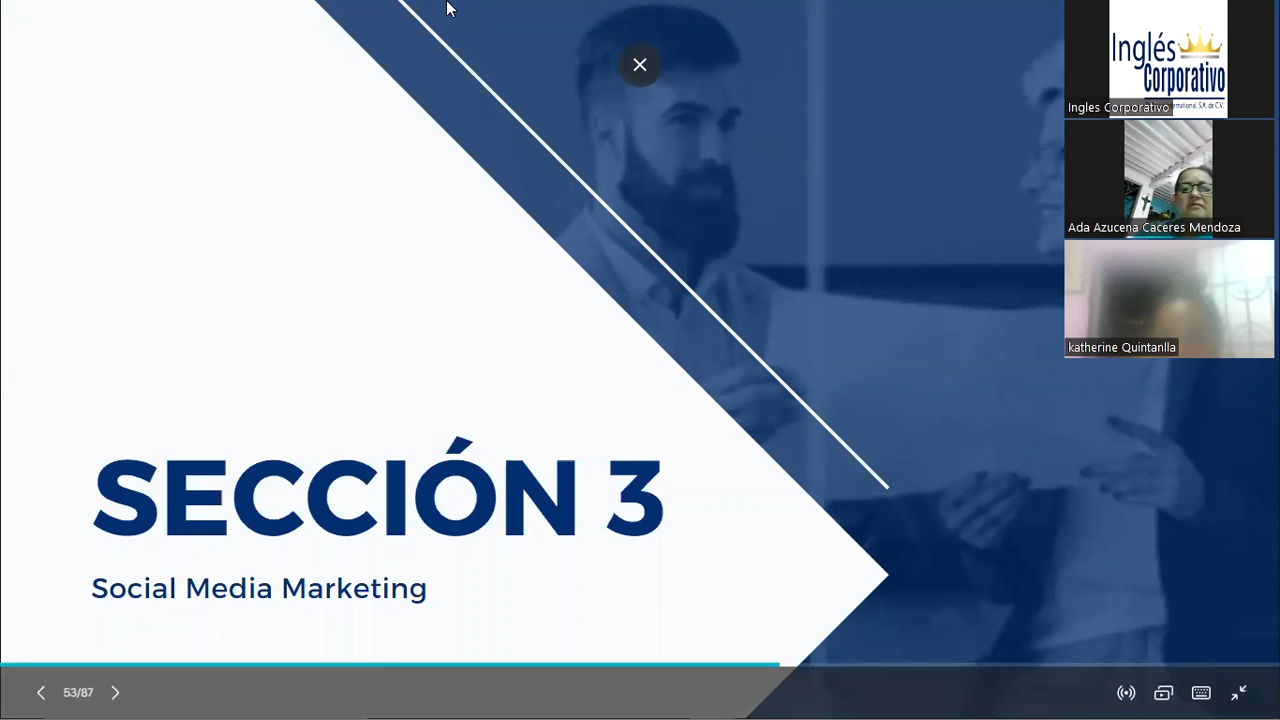 SECCIÓN 3
Social Media Marketing
53/87
Inglés
Corporativo
Ingles Corporativo
Ada Azucena Caceres Mendoza
katherine Quintanlla